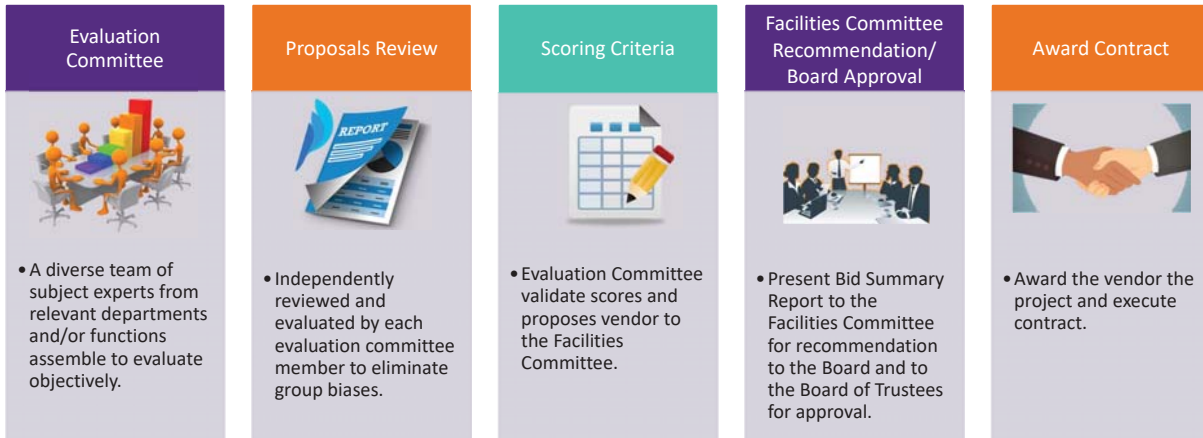 Evaluation
Committee
• A diverse team of
subject experts from
relevant departments
and/or functions
assemble to evaluate
objectively.
Proposals Review
REPORT
• Independently
reviewed and
evaluated by each
evaluation committee
member to eliminate
group biases.
Scoring Criteria
• Evaluation Committee
validate scores and
proposes vendor to
the Facilities
Committee.
Facilities Committee
Recommendation/
Board Approval
• Present Bid Summary
Report to the
Facilities Committee
for recommendation
to the Board and to
the Board of Trustees
for approval.
Award Contract
• Award the vendor the
project and execute
contract.